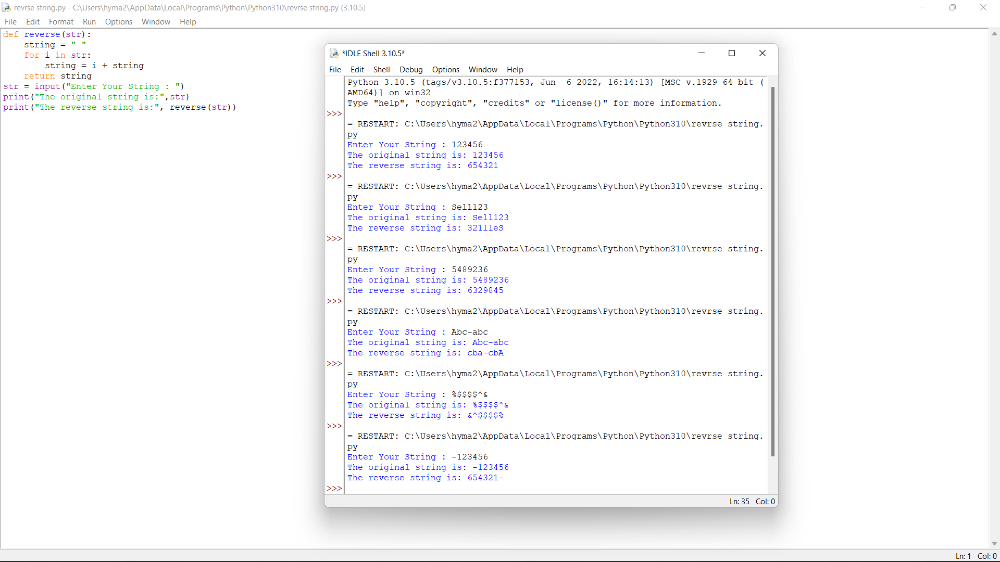 revrse string.py - C:\Users\hyma2\AppData\Local\Programs\Python\Python310\revrse string.py (3.10.5)
File Edit Format Run Options Window Help
def reverse(str):
    string = " "
    for i in str:
        string = i + string
    return string
str = input("Enter Your String : ")
print("The original string is:",str)
print("The reverse string is:", reverse(str))
*IDLE Shell 3.10.5*
File Edit Shell Debug Options Window Help
Python 3.10.5 (tags/v3.10.5:f377153, Jun  6 2022, 16:14:13) [MSC v.1929 64 bit (
AMD64)] on win32
Type "help", "copyright", "credits" or "license()" for more information.
>>>
= RESTART: C:\Users\hyma2\AppData\Local\Programs\Python\Python310\revrse string.
py
Enter Your String : 123456
The original string is: 123456
The reverse string is: 654321
>>>
= RESTART: C:\Users\hyma2\AppData\Local\Programs\Python\Python310\revrse string.
py
Enter Your String : Sell123
The original string is: Sell123
The reverse string is: 321lleS
>>>
= RESTART: C:\Users\hyma2\AppData\Local\Programs\Python\Python310\revrse string.
py
Enter Your String : 5489236
The original string is: 5489236
The reverse string is: 6329845
>>>
= RESTART: C:\Users\hyma2\AppData\Local\Programs\Python\Python310\revrse string.
py
Enter Your String : Abc-abc
The original string is: Abc-abc
The reverse string is: cba-cbA
>>>
= RESTART: C:\Users\hyma2\AppData\Local\Programs\Python\Python310\revrse string.
py
Enter Your String : %$$$$^&
The original string is: %$$$$^&
The reverse string is: &^$$$$%
>>>
= RESTART: C:\Users\hyma2\AppData\Local\Programs\Python\Python310\revrse string.
py
Enter Your String : -123456
The original string is: -123456
The reverse string is: 654321-
>>>
Ln: 35 Col: 0
Ln: 1 Col: 0